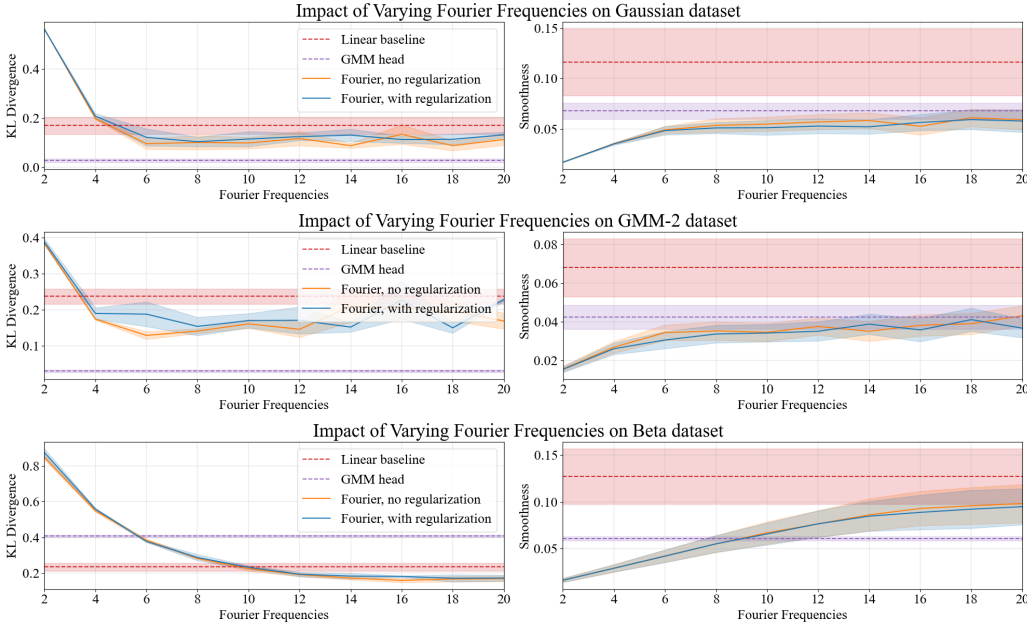 Impact of Varying Fourier Frequencies on Gaussian dataset
KL Divergence
0.4
0.2
0.0
Linear baseline
GMM head
Fourier, no regularization
Fourier, with regularization
2 4 6 8 10 12 14 16 18 20
Fourier Frequencies
Smoothness
0.15
0.10
0.05
2 4 6 8 10 12 14 16 18 20
Fourier Frequencies
Impact of Varying Fourier Frequencies on GMM-2 dataset
KL Divergence
0.4
0.3
0.2
0.1
Linear baseline
GMM head
Fourier, no regularization
Fourier, with regularization
2 4 6 8 10 12 14 16 18 20
Fourier Frequencies
Smoothness
0.08
0.06
0.04
0.02
2 4 6 8 10 12 14 16 18 20
Fourier Frequencies
Impact of Varying Fourier Frequencies on Beta dataset
KL Divergence
0.8
0.6
0.4
0.2
Linear baseline
GMM head
Fourier, no regularization
Fourier, with regularization
2 4 6 8 10 12 14 16 18 20
Fourier Frequencies
Smoothness
0.15
0.10
0.05
2 4 6 8 10 12 14 16 18 20
Fourier Frequencies